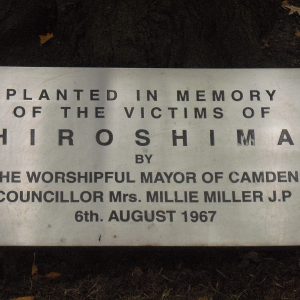 PLANTED IN MEMORY
OF THE VICTIMS OF
HIROSHIMA
BY
THE WORSHIPFUL MAYOR OF CAMDEN
COUNCILLOR Mrs. MILLIE MILLER J.P
6th. AUGUST 1967